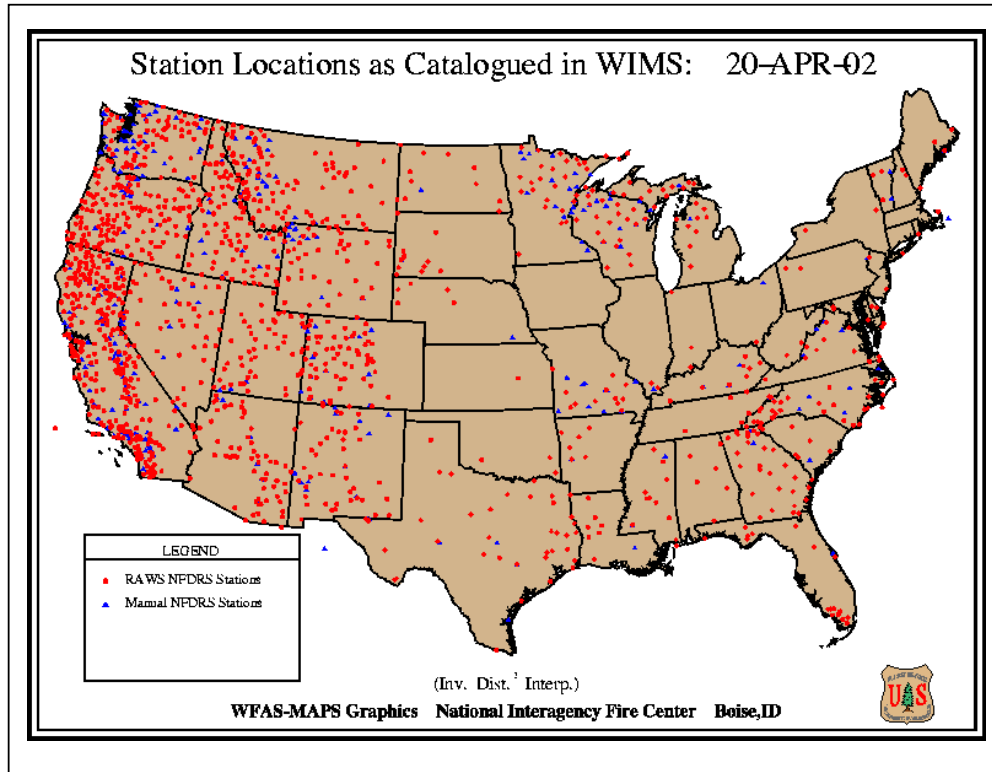 Station Locations as Catalogued in WIMS: 20-APR-02
LEGEND
RAWS NFDRS Stations
Manual NFDRS Stations
(Inv. Dist.² Interp.)
WFAS-MAPS Graphics National Interagency Fire Center Boise,ID
U S